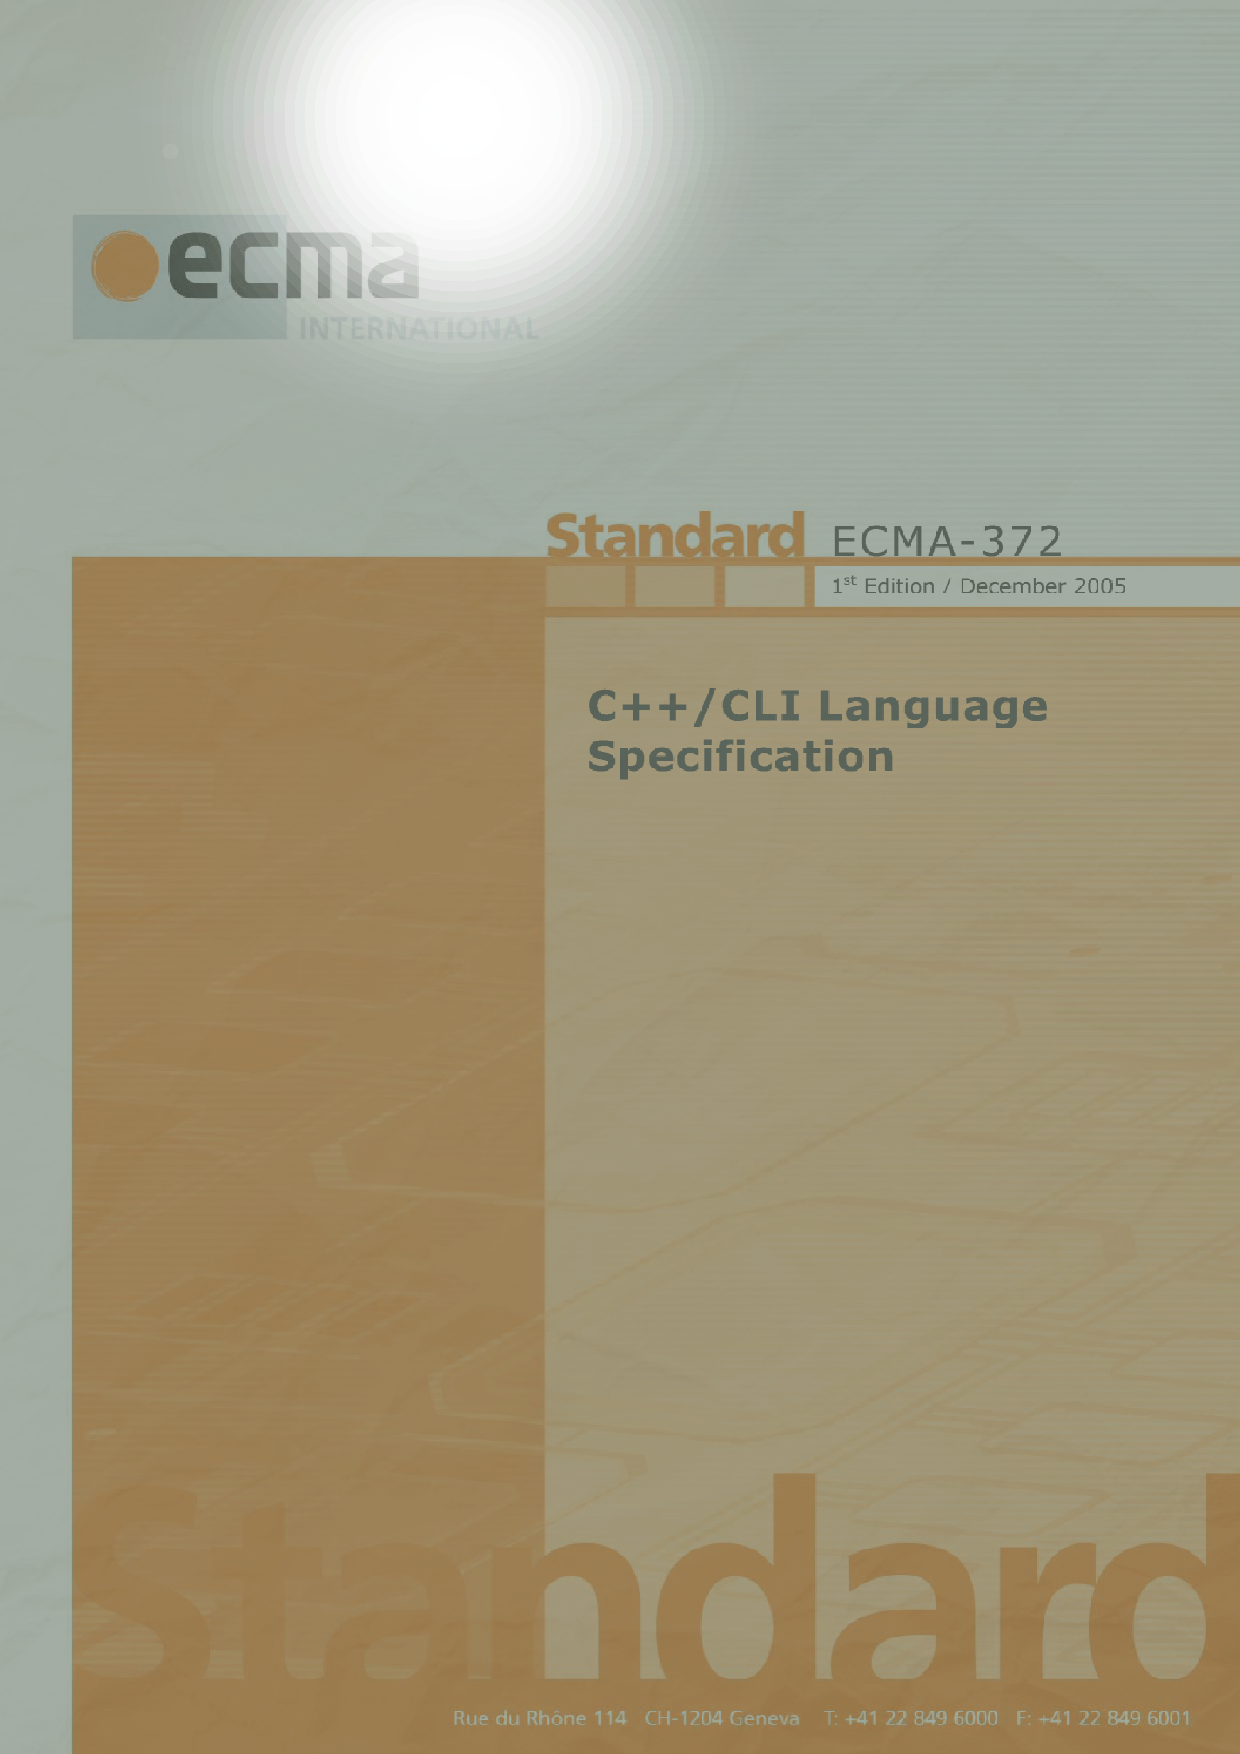 ecma
INTERNATIONAL
Standard ECMA-372
1st Edition / December 2005
C++/CLI Language
Specification
Standard
Rue du Rhône 114 CH-1204 Geneva T: +41 22 849 6000 F: +41 22 849 6001